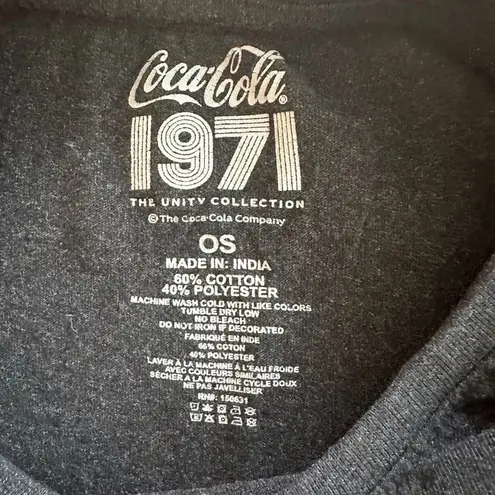 Coca-Cola®
1971
THE UNITY COLLECTION
© The Coca-Cola Company
OS
MADE IN: INDIA
60% COTTON
40% POLYESTER
MACHINE WASH COLD WITH LIKE COLORS
TUMBLE DRY LOW
NO BLEACH
DO NOT IRON IF DECORATED
FABRIQUÉ EN INDE
60% COTON
40% POLYESTER
LAVER À LA MACHINE À L'EAU FROIDE
AVEC COULEURS SIMILAIRES
SÉCHER À LA MACHINE CYCLE DOUX
NE PAS JAVELLISER
RN#: 150631